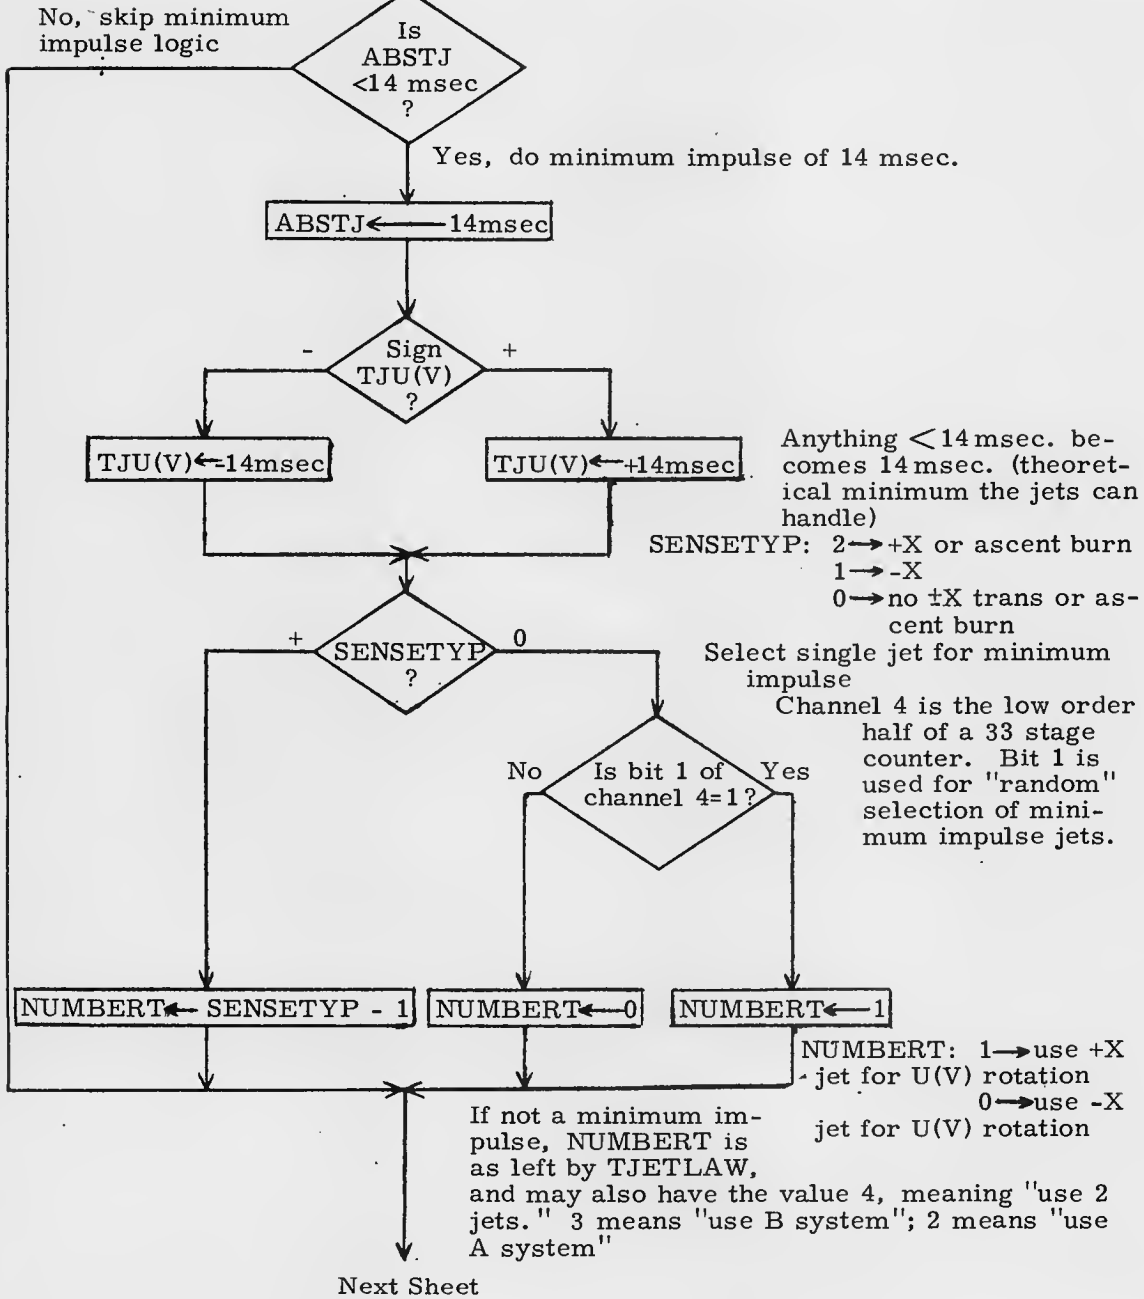 No, skip minimum
impulse logic
Is
ABSTJ
<14 msec
?
Yes, do minimum impulse of 14 msec.
ABSTJ← 14msec
Sign
TJU(V)
?
-
+
TJU(V)←-14msec
TJU(V)←+14msec
Anything <14 msec. be-
comes 14 msec. (theoret-
ical minimum the jets can
handle)
SENSETYP: 2→+X or ascent burn
1→-X
0→no ±X trans or as-
cent burn
Select single jet for minimum
impulse
Channel 4 is the low order
half of a 33 stage
counter. Bit 1 is
used for "random"
selection of mini-
mum impulse jets.
+
SENSETYP
?
0
No
Is bit 1 of
channel 4=1?
Yes
NUMBERT← SENSETYP - 1
NUMBERT←0
NUMBERT←1
NUMBERT: 1→use +X
jet for U(V) rotation
0→use -X
jet for U(V) rotation
If not a minimum im-
pulse, NUMBERT is
as left by TJETLAW,
and may also have the value 4, meaning "use 2
jets." 3 means "use B system"; 2 means "use
A system"
Next Sheet